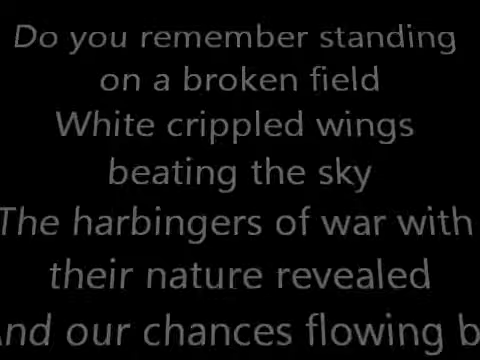 Do you remember standing
on a broken field
White crippled wings
beating the sky
The harbingers of war with
their nature revealed
And our chances flowing b